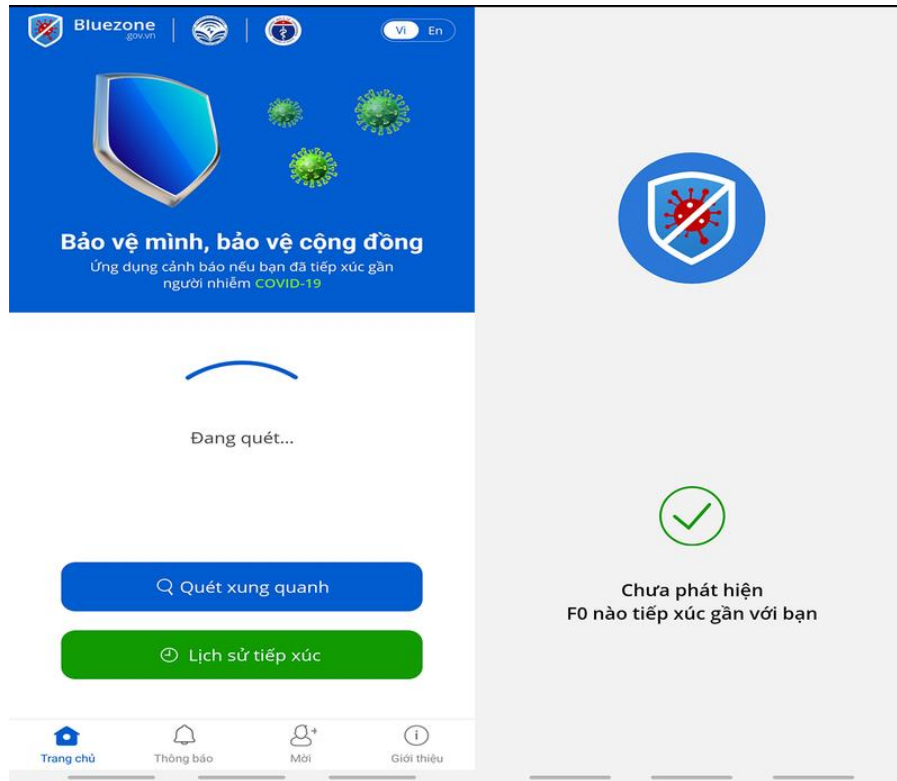 Bluezone
.gov.vn
Vi En
Bảo vệ mình, bảo vệ cộng đồng
Ứng dụng cảnh báo nếu bạn đã tiếp xúc gần
người nhiễm COVID-19
Đang quét...
Quét xung quanh
Lịch sử tiếp xúc
Trang chủ
Thông báo
Mời
Giới thiệu
Chưa phát hiện
F0 nào tiếp xúc gần với bạn